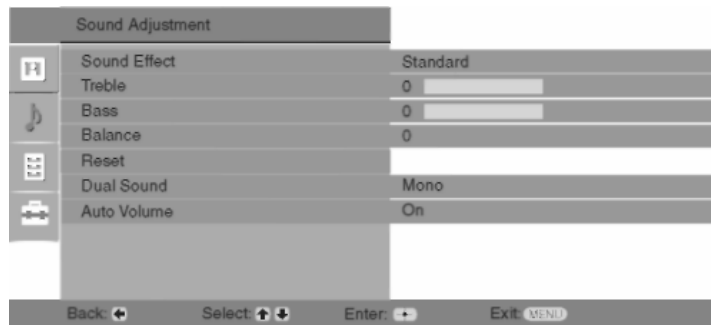 Sound Adjustment
Sound Effect Standard
Treble 0
Bass 0
Balance 0
Reset
Dual Sound Mono
Auto Volume On
Back: Select: Enter: Exit: MENU